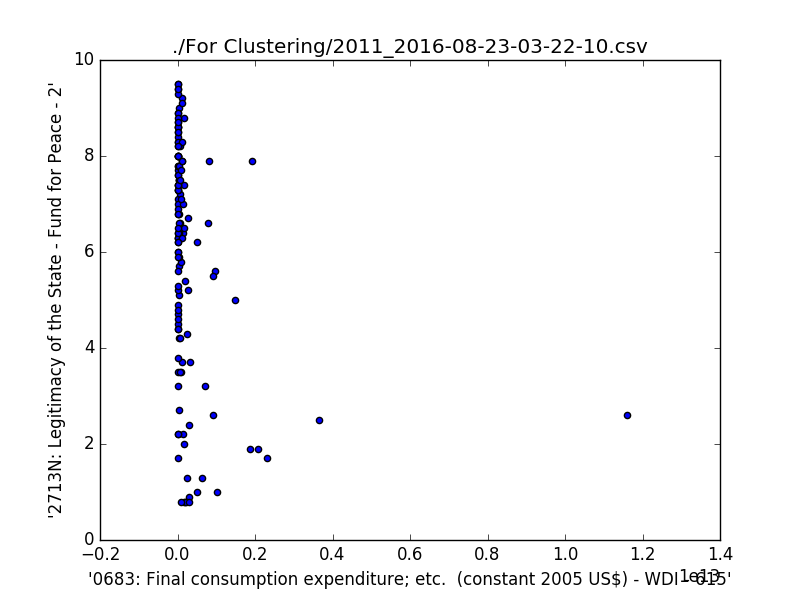 ./For Clustering/2011_2016-08-23-03-22-10.csv
10
8
6
4
2
0
'2713N: Legitimacy of the State - Fund for Peace - 2'
−0.2 0.0 0.2 0.4 0.6 0.8 1.0 1.2 1.4
1e13
'0683: Final consumption expenditure; etc. (constant 2005 US$) - WDI - 615'